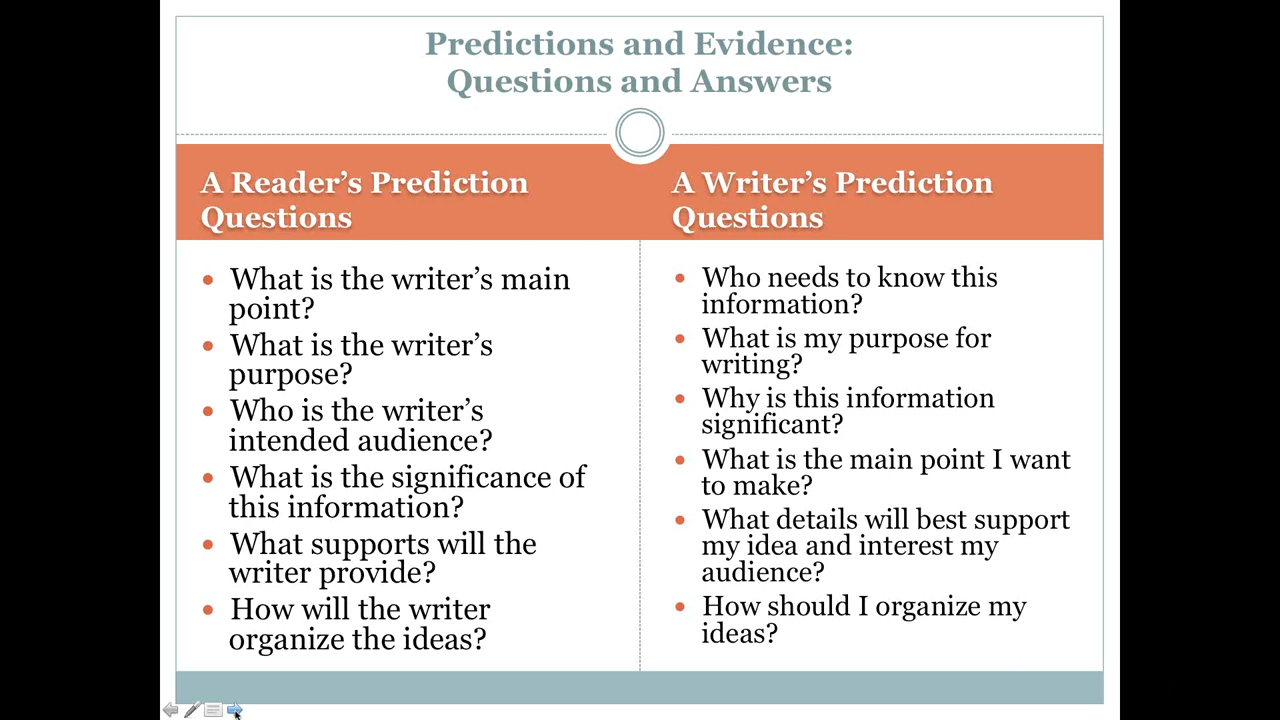 Predictions and Evidence:
Questions and Answers
A Reader’s Prediction
Questions
• What is the writer’s main
point?
• What is the writer’s
purpose?
• Who is the writer’s
intended audience?
• What is the significance of
this information?
• What supports will the
writer provide?
• How will the writer
organize the ideas?
A Writer’s Prediction
Questions
• Who needs to know this
information?
• What is my purpose for
writing?
• Why is this information
significant?
• What is the main point I want
to make?
• What details will best support
my idea and interest my
audience?
• How should I organize my
ideas?